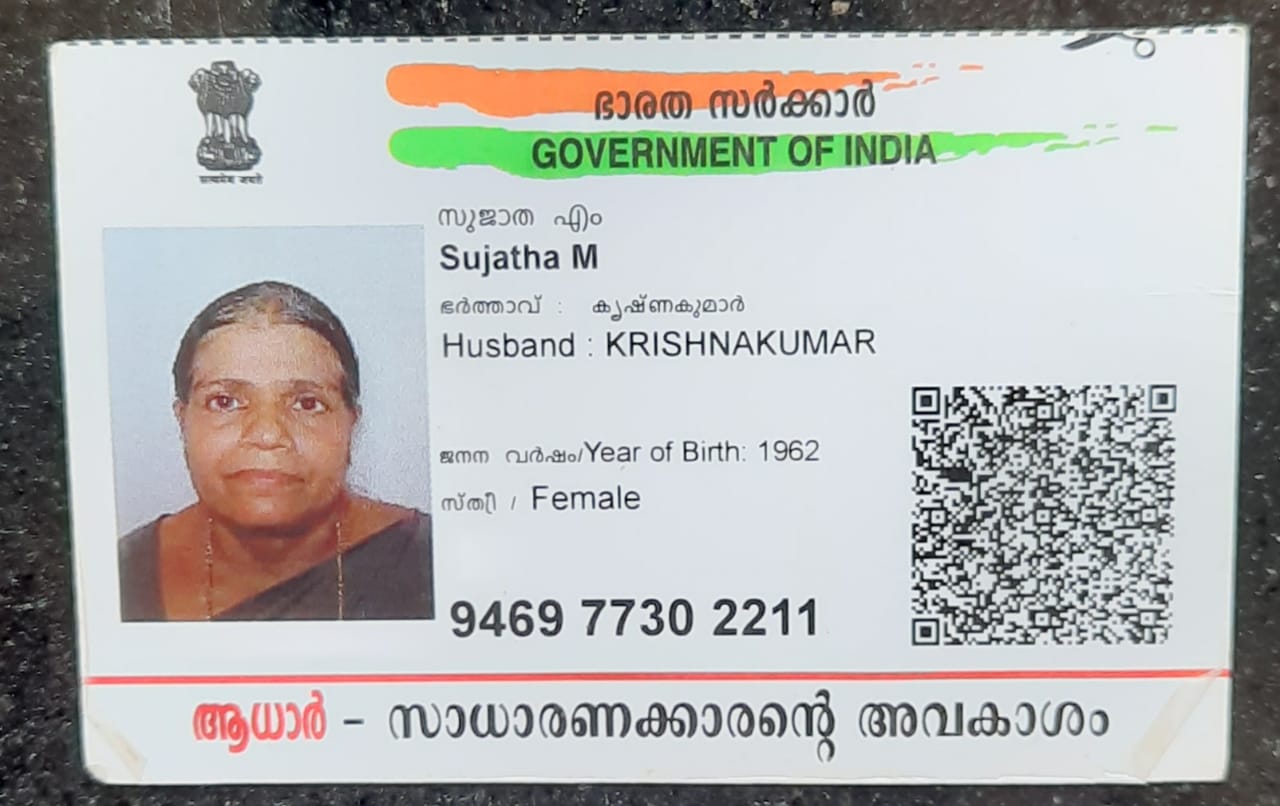 सत्यमेव जयते
ഭാരത സർക്കാർ
GOVERNMENT OF INDIA
സുജാത എം
Sujatha M
ഭർത്താവ് : കൃഷ്ണകുമാർ
Husband : KRISHNAKUMAR
ജനന വർഷം/Year of Birth: 1962
സ്ത്രീ / Female
9469 7730 2211
ആധാർ - സാധാരണക്കാരന്റെ അവകാശം